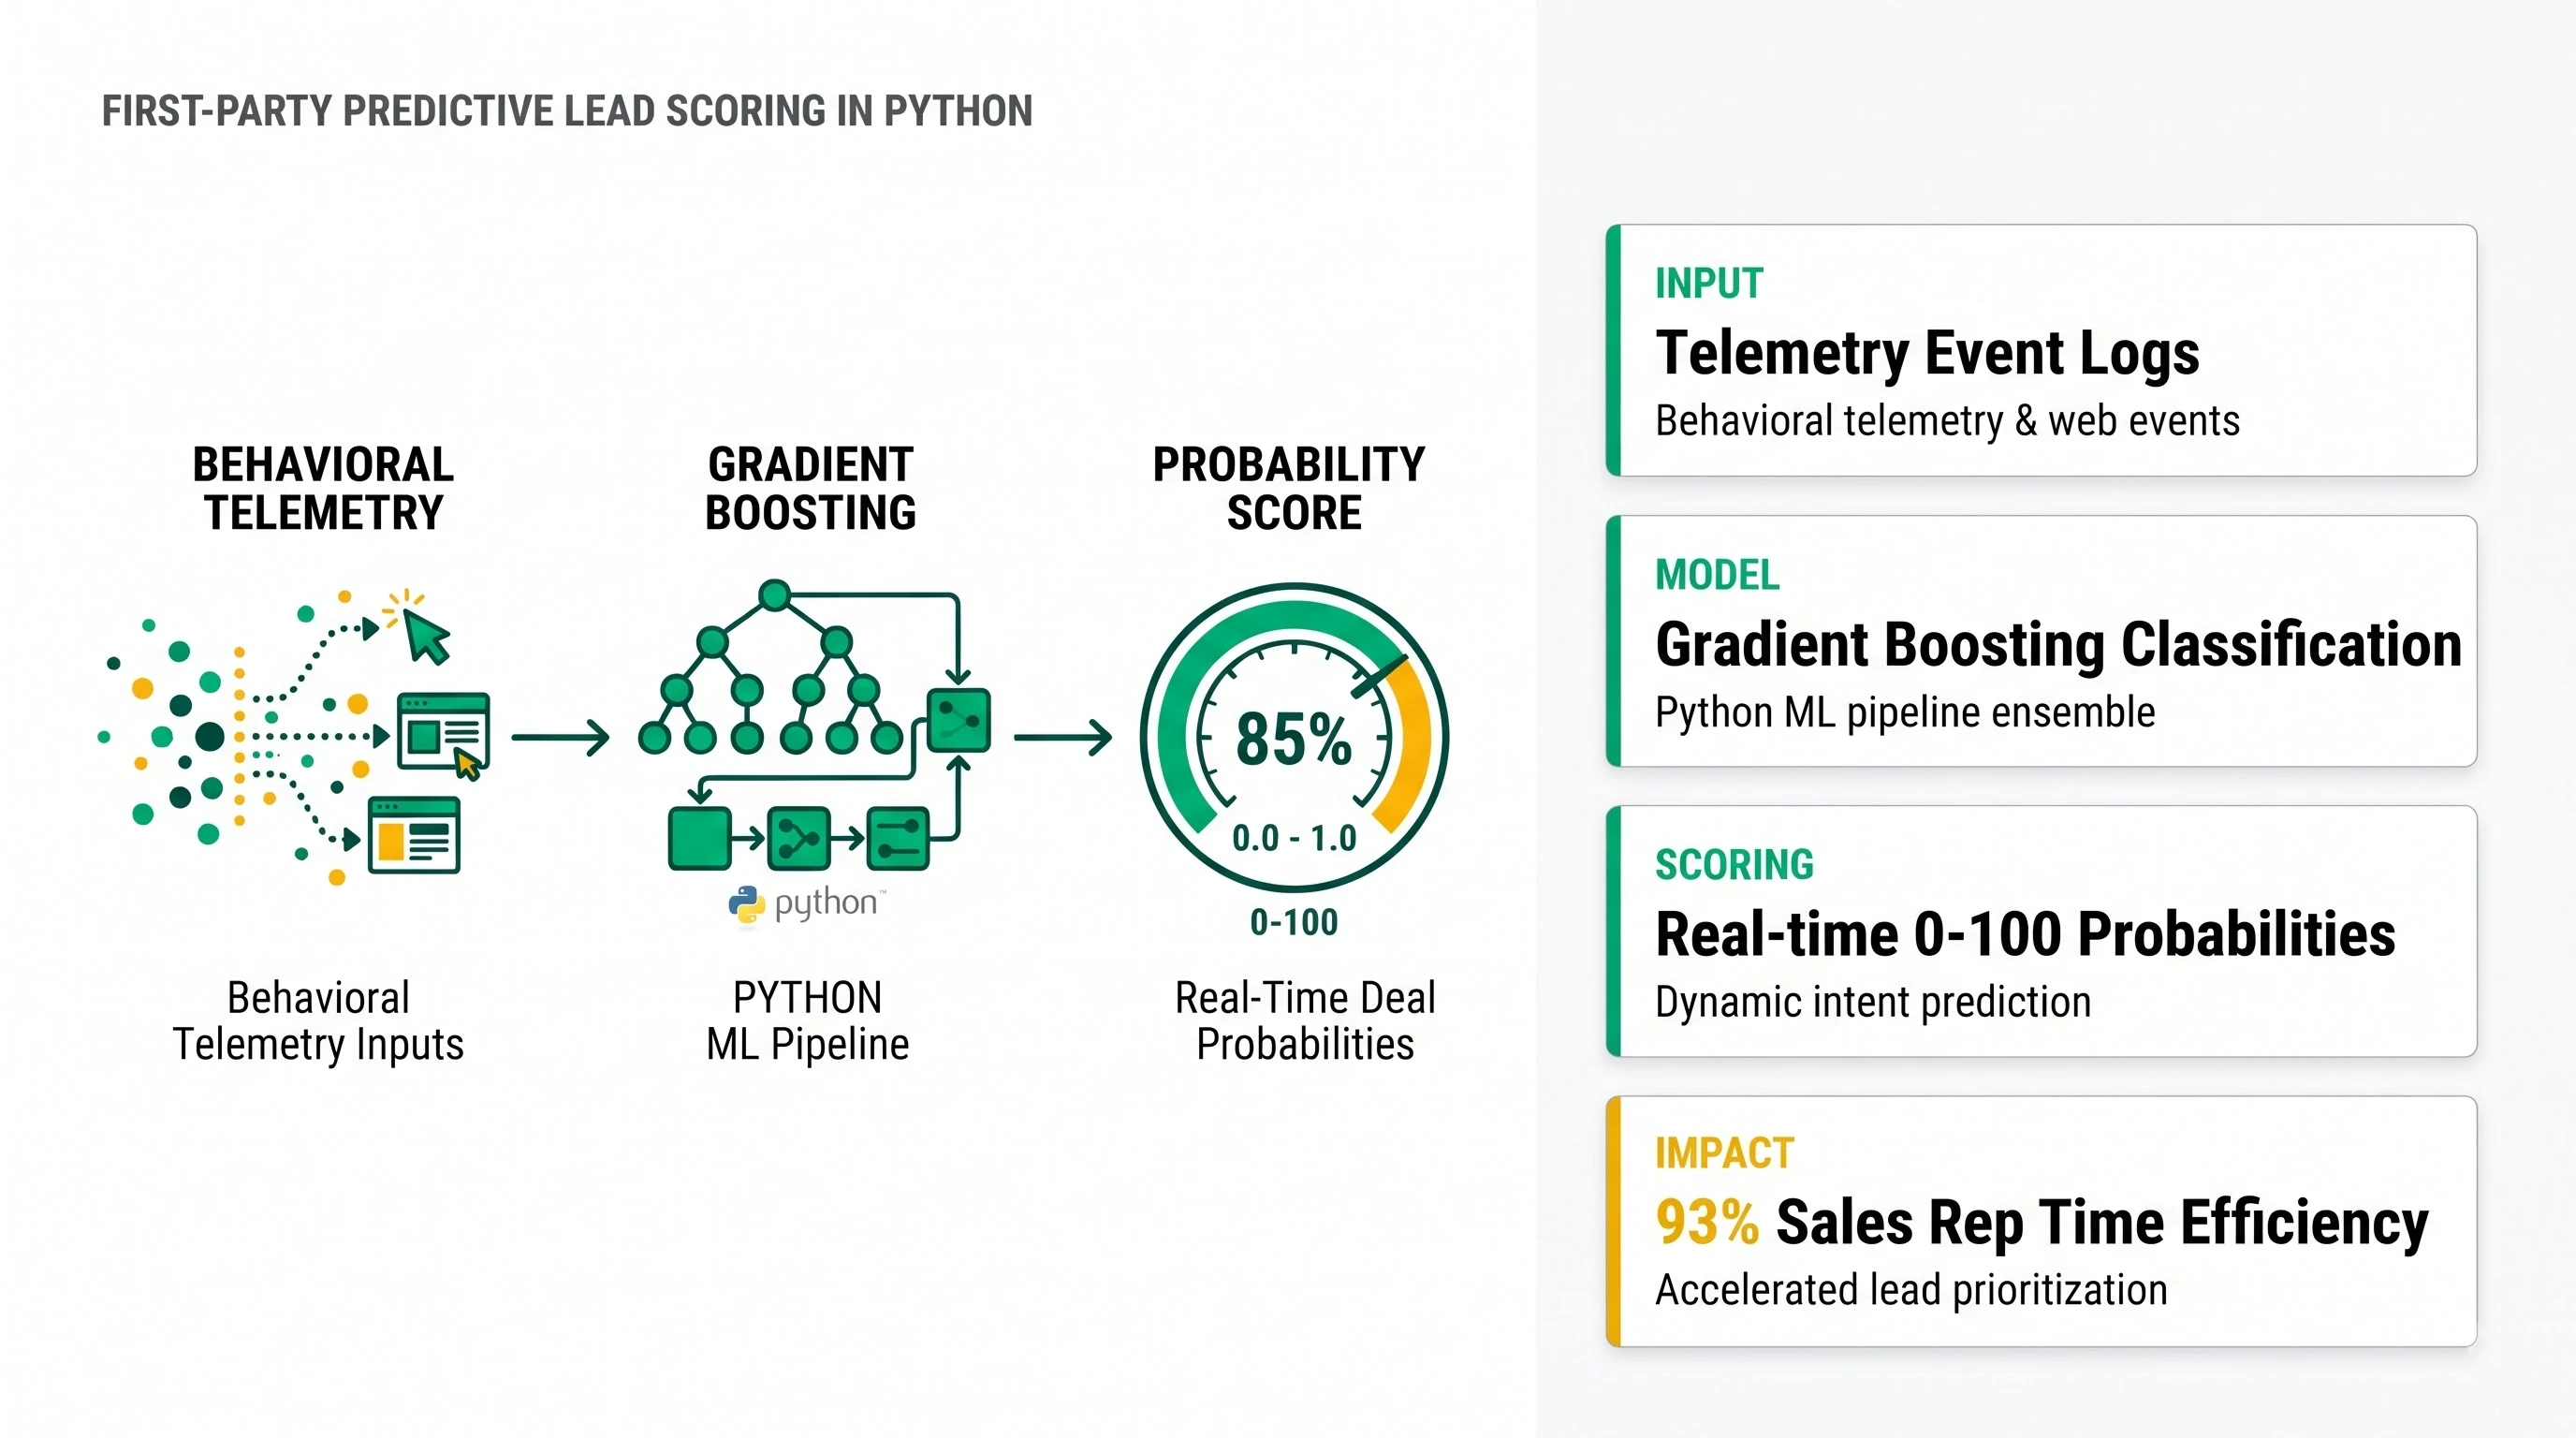 FIRST-PARTY PREDICTIVE LEAD SCORING IN PYTHON
BEHAVIORAL
TELEMETRY
Behavioral
Telemetry Inputs
GRADIENT
BOOSTING
python™
PYTHON
ML Pipeline
PROBABILITY
SCORE
85%
0.0 - 1.0
0-100
Real-Time Deal
Probabilities
INPUT
Telemetry Event Logs
Behavioral telemetry & web events
MODEL
Gradient Boosting Classification
Python ML pipeline ensemble
SCORING
Real-time 0-100 Probabilities
Dynamic intent prediction
IMPACT
93% Sales Rep Time Efficiency
Accelerated lead prioritization